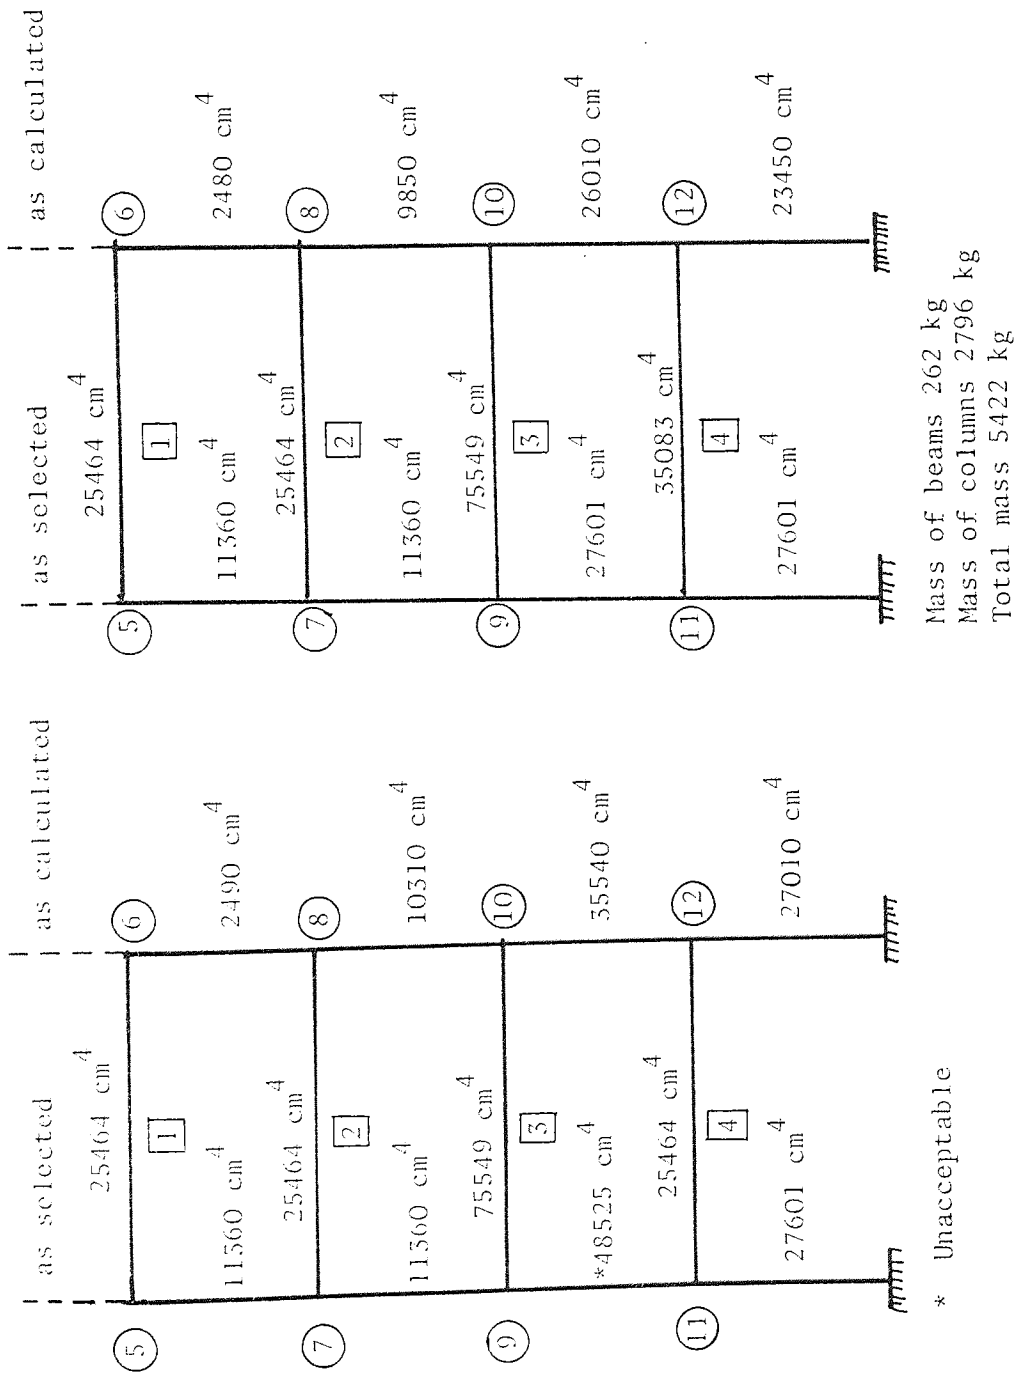 as selected
as calculated
25464 cm⁴
5
6
1
11360 cm⁴
2490 cm⁴
25464 cm⁴
7
8
2
11360 cm⁴
10310 cm⁴
75549 cm⁴
9
10
3
*48525 cm⁴
35540 cm⁴
25464 cm⁴
11
12
4
27601 cm⁴
27010 cm⁴
* Unacceptable
as selected
as calculated
25464 cm⁴
5
6
1
11360 cm⁴
2480 cm⁴
25464 cm⁴
7
8
2
11360 cm⁴
9850 cm⁴
75549 cm⁴
9
10
3
27601 cm⁴
26010 cm⁴
35083 cm⁴
11
12
4
27601 cm⁴
23450 cm⁴
Mass of beams 262 kg
Mass of columns 2796 kg
Total mass 5422 kg